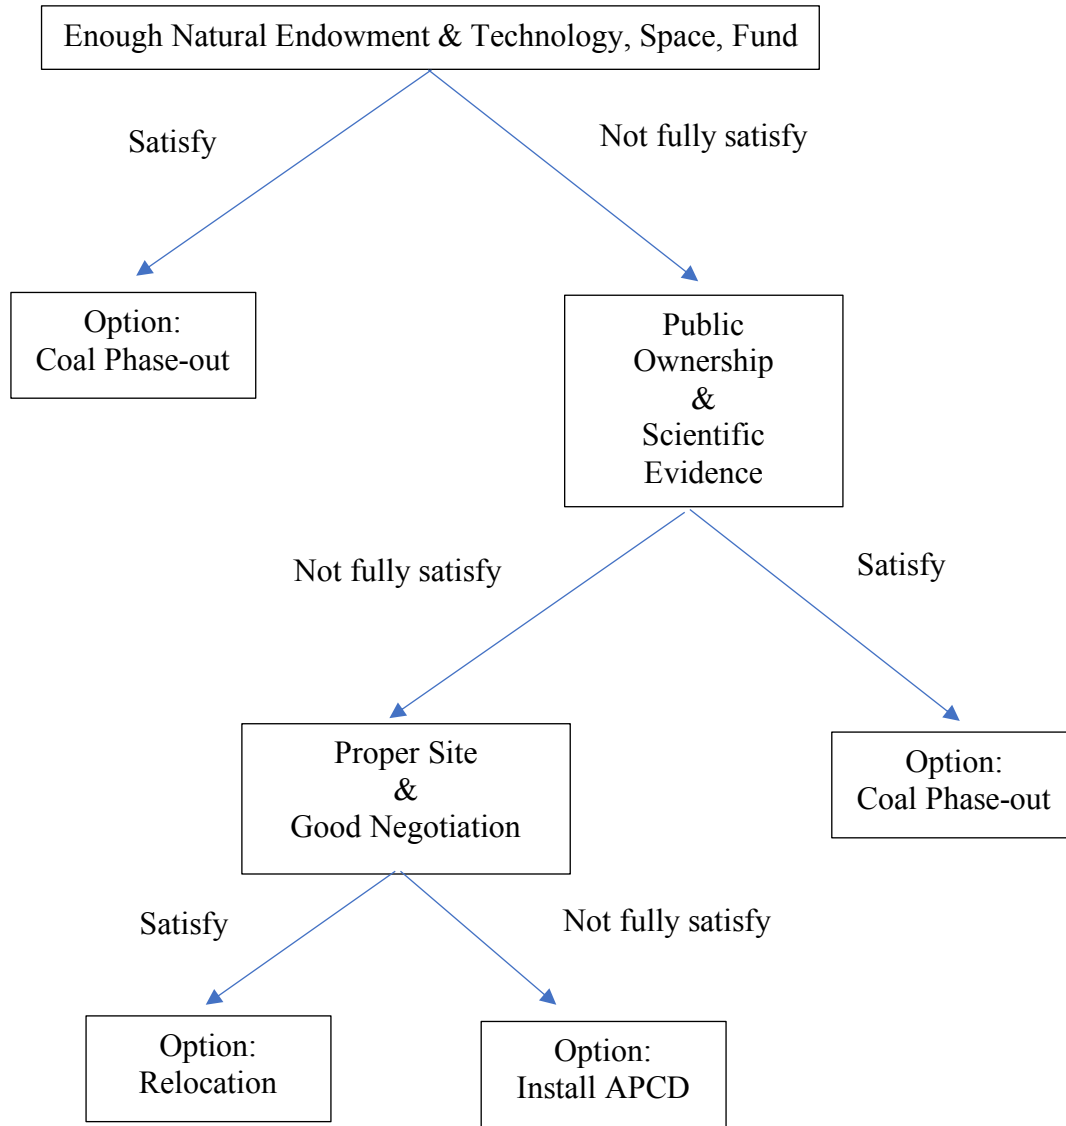 Enough Natural Endowment & Technology, Space, Fund
Satisfy
Not fully satisfy
Option:
Coal Phase-out
Public
Ownership
&
Scientific
Evidence
Not fully satisfy
Satisfy
Proper Site
&
Good Negotiation
Option:
Coal Phase-out
Satisfy
Not fully satisfy
Option:
Relocation
Option:
Install APCD